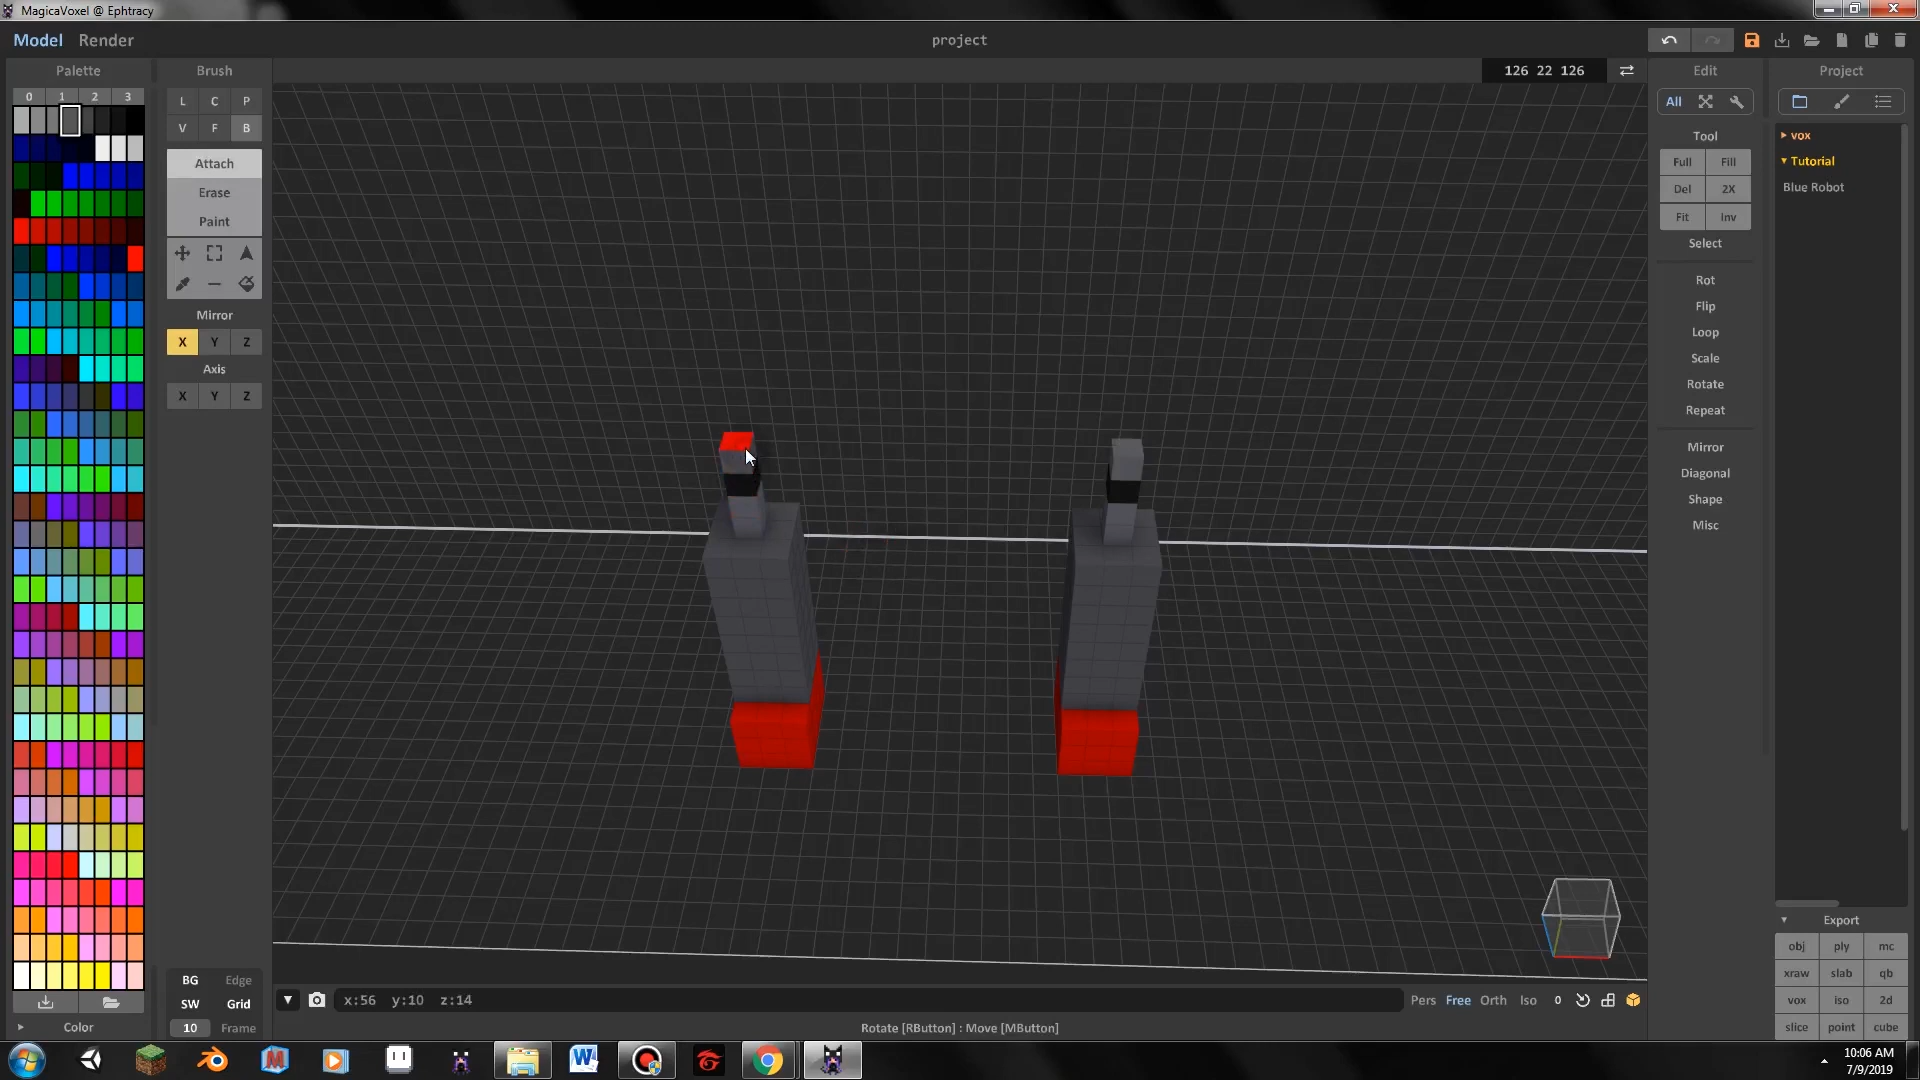 MagicaVoxel @ Ephtracy
Model Render
project
Palette
Brush
126 22 126
Edit
Project
0 1 2 3
L C P
V F B
All
Attach
Erase
Paint
Tool
Full Fill
Del 2X
Fit Inv
Select
vox
Tutorial
Blue Robot
Mirror
X Y Z
Axis
X Y Z
Rot
Flip
Loop
Scale
Rotate
Repeat
Mirror
Diagonal
Shape
Misc
Export
obj ply mc
xraw slab qb
vox iso 2d
slice point cube
BG Edge
SW Grid
10 Frame
Color
x:56 y:10 z:14
Pers Free Orth Iso 0
Rotate [RButton] : Move [MButton]
10:06 AM
7/9/2019